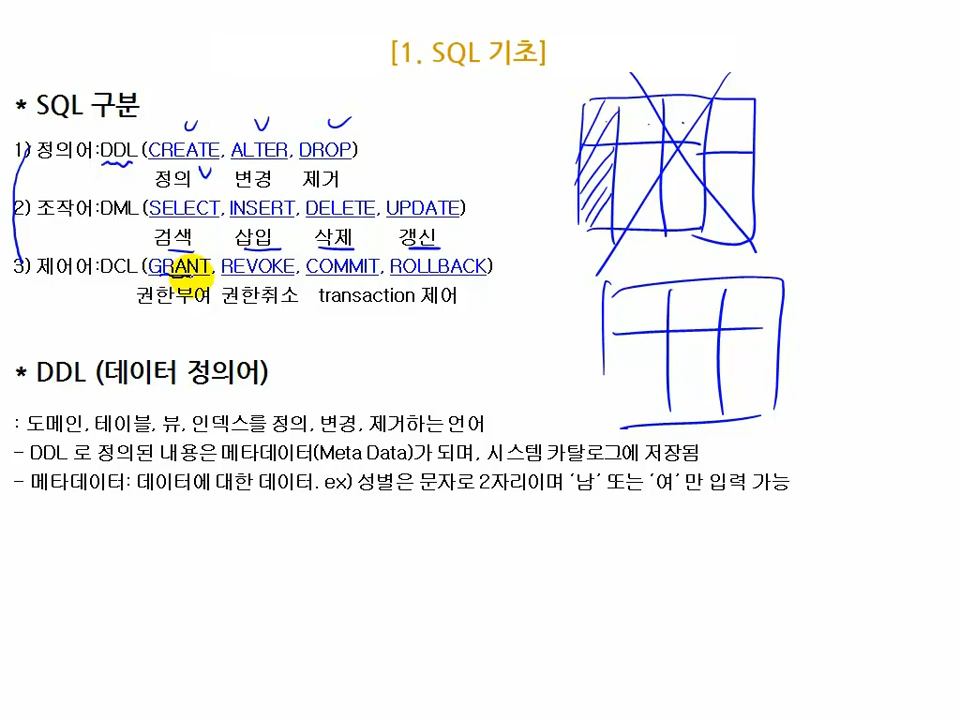 [1. SQL 기초]
* SQL 구분
1) 정의어:DDL (CREATE, ALTER, DROP)
정의 변경 제거
2) 조작어:DML (SELECT, INSERT, DELETE, UPDATE)
검색 삽입 삭제 갱신
3) 제어어:DCL (GRANT, REVOKE, COMMIT, ROLLBACK)
권한부여 권한취소 transaction 제어
* DDL (데이터 정의어)
: 도메인, 테이블, 뷰, 인덱스를 정의, 변경, 제거하는 언어
- DDL 로 정의된 내용은 메타데이터(Meta Data)가 되며, 시스템 카탈로그에 저장됨
- 메타데이터: 데이터에 대한 데이터. ex) 성별은 문자로 2자리이며 ‘남’ 또는 ‘여’ 만 입력 가능